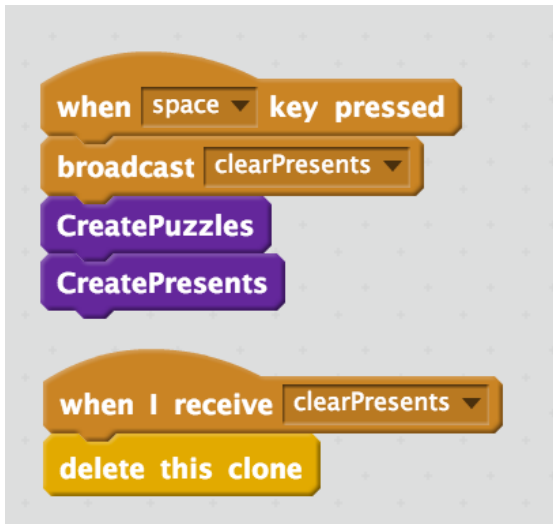 when space key pressed
broadcast clearPresents
CreatePuzzles
CreatePresents
when I receive clearPresents
delete this clone